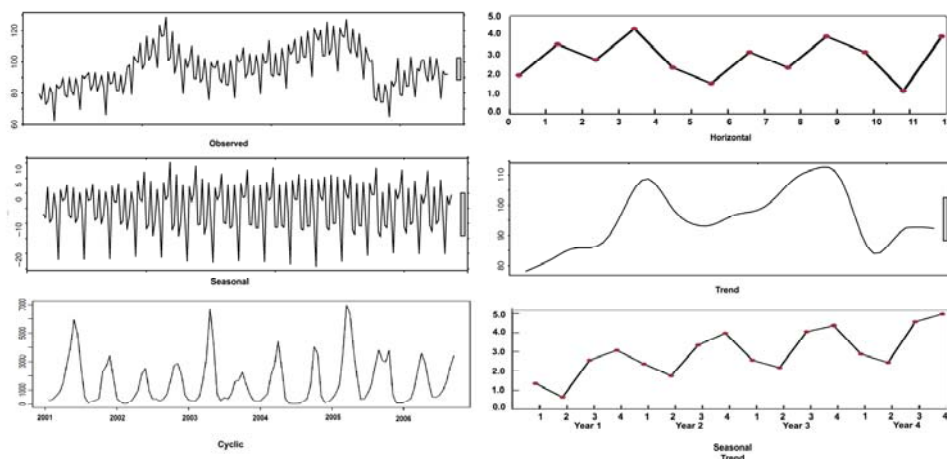 120
100
80
60
Observed
5.0
4.0
3.0
2.0
1.0
0.0
0 1 2 3 4 5 6 7 8 9 10 11 1
Horizontal
10
5
0
-10
-20
Seasonal
110
100
90
80
Trend
7000
5000
3000
1000
0
2001 2002 2003 2004 2005 2006
Cyclic
5.0
4.0
3.0
2.0
1.0
0.0
1 2 3 4 1 2 3 4 1 2 3 4 1 2 3 4
Year 1 Year 2 Year 3 Year 4
Seasonal
Trend